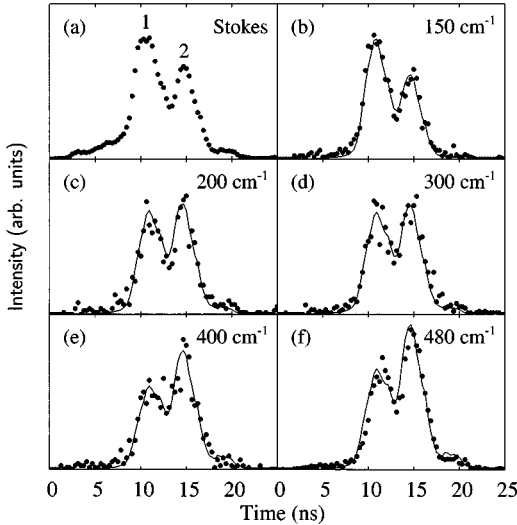 (a) 1 2 Stokes
(b) 150 cm⁻¹
(c) 200 cm⁻¹
(d) 300 cm⁻¹
(e) 400 cm⁻¹
(f) 480 cm⁻¹
Intensity (arb. units)
0 5 10 15 20
0 5 10 15 20 25
Time (ns)